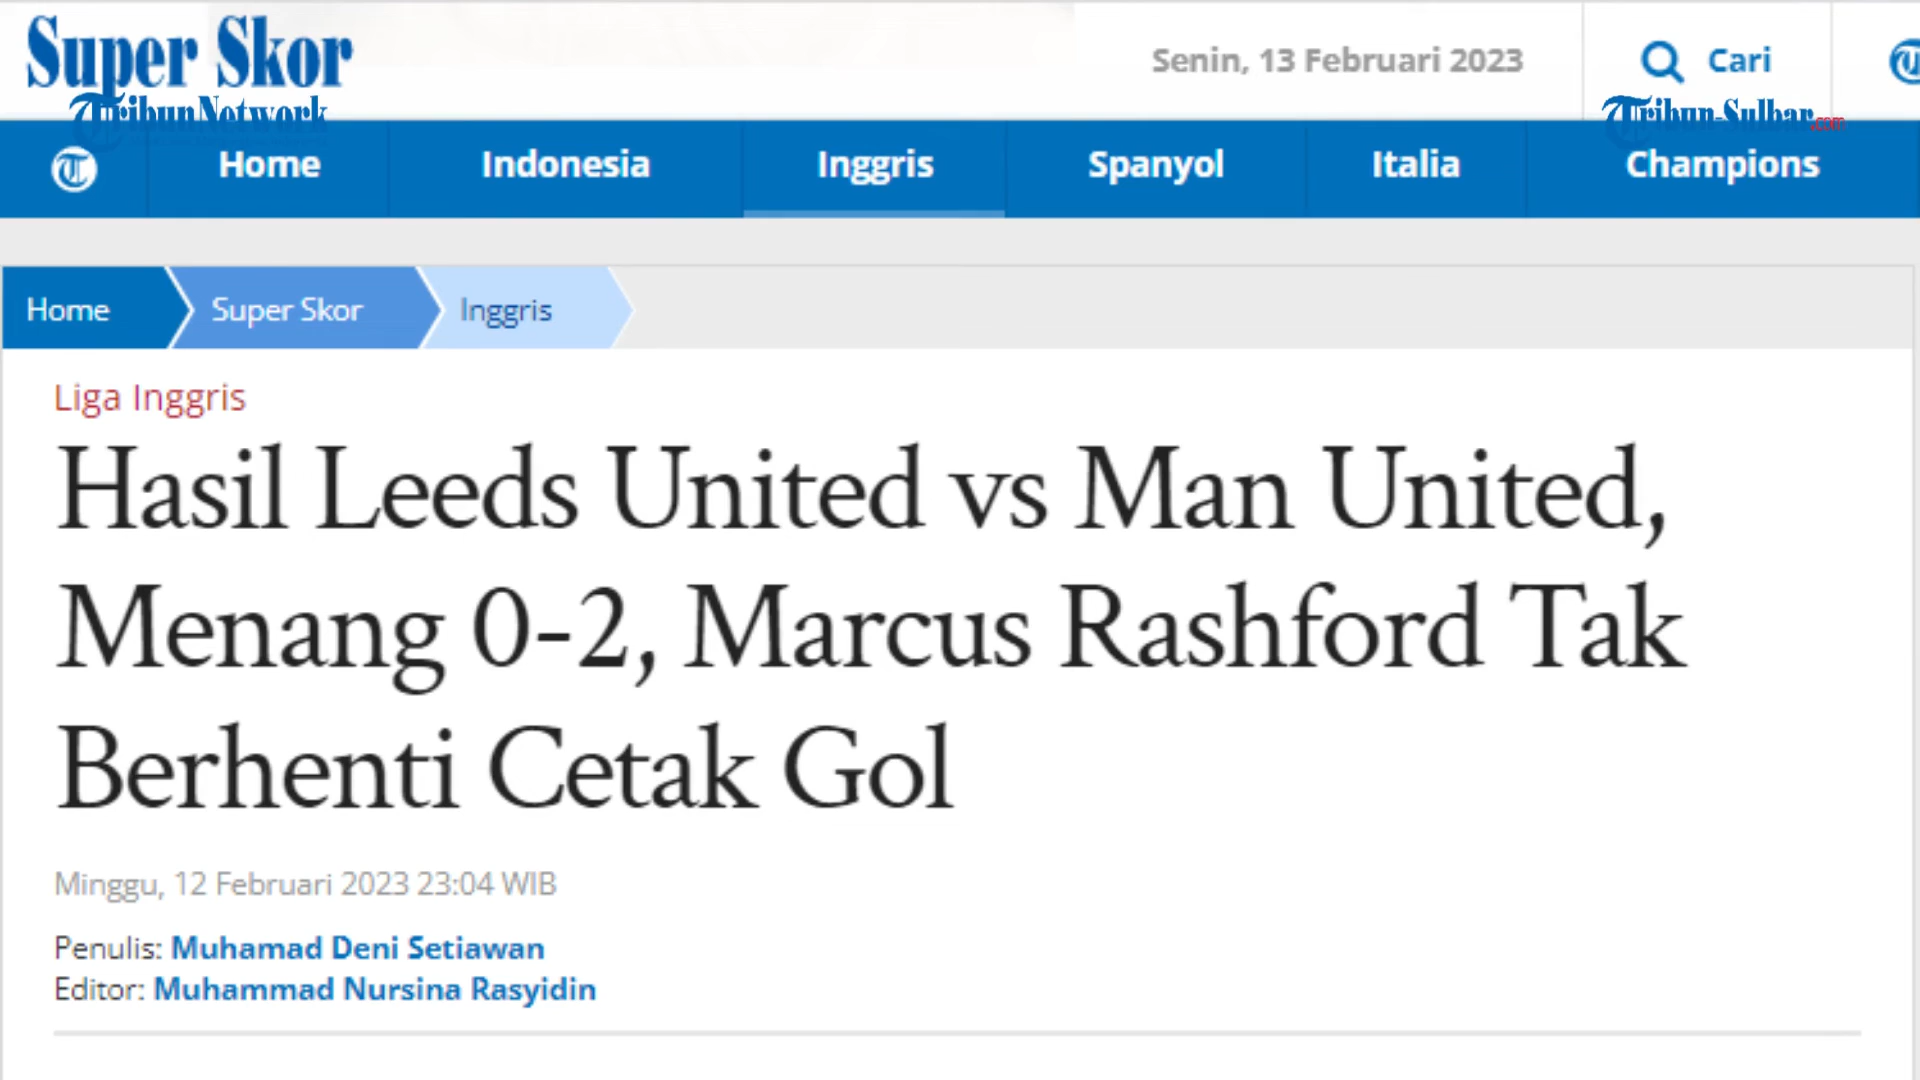 Super Skor
TribunNetwork
Senin, 13 Februari 2023
Cari
Tribun-Sulbar.com
Home
Indonesia
Inggris
Spanyol
Italia
Champions
Home
Super Skor
Inggris
Liga Inggris
Hasil Leeds United vs Man United,
Menang 0-2, Marcus Rashford Tak
Berhenti Cetak Gol
Minggu, 12 Februari 2023 23:04 WIB
Penulis: Muhamad Deni Setiawan
Editor: Muhammad Nursina Rasyidin